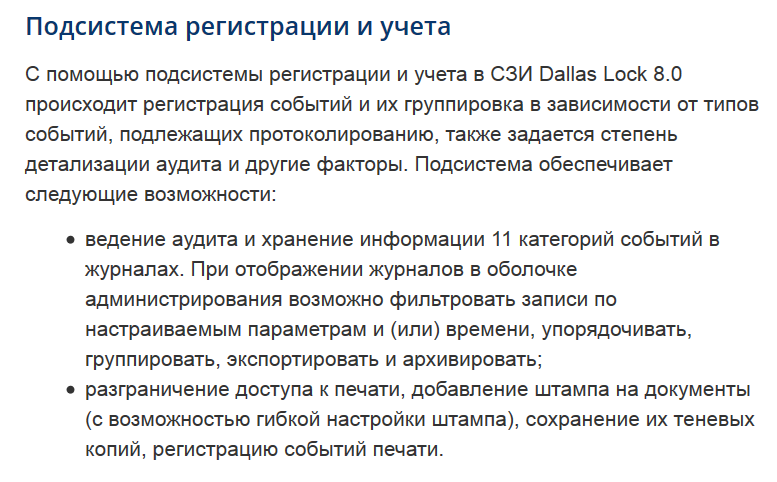 Подсистема регистрации и учета
С помощью подсистемы регистрации и учета в СЗИ Dallas Lock 8.0
происходит регистрация событий и их группировка в зависимости от типов
событий, подлежащих протоколированию, также задается степень
детализации аудита и другие факторы. Подсистема обеспечивает
следующие возможности:
• ведение аудита и хранение информации 11 категорий событий в
журналах. При отображении журналов в оболочке
администрирования возможно фильтровать записи по
настраиваемым параметрам и (или) времени, упорядочивать,
группировать, экспортировать и архивировать;
• разграничение доступа к печати, добавление штампа на документы
(с возможностью гибкой настройки штампа), сохранение их теневых
копий, регистрацию событий печати.